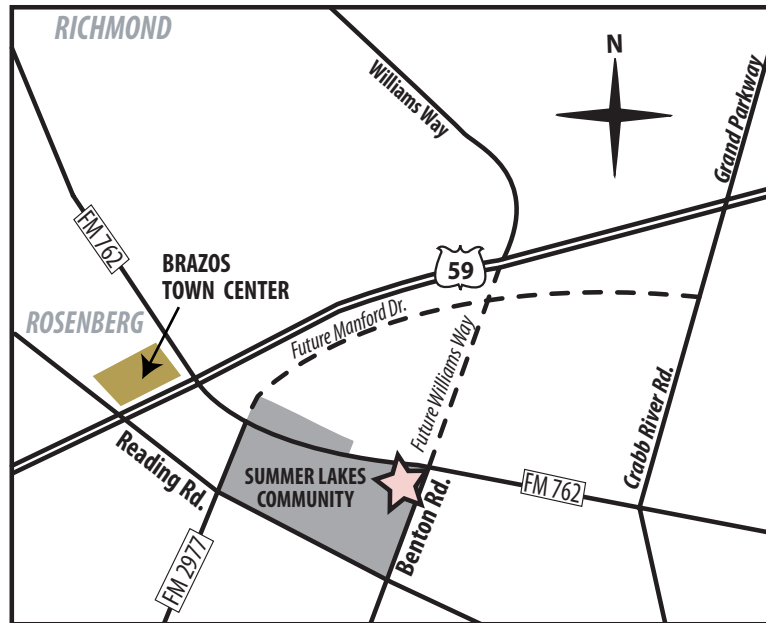 RICHMOND
N
Williams Way
Grand Parkway
FM 762
BRAZOS
TOWN CENTER
59
ROSENBERG
Future Manford Dr.
Future Williams Way
Crabb River Rd.
Reading Rd.
SUMMER LAKES
COMMUNITY
Benton Rd.
FM 762
FM 2977